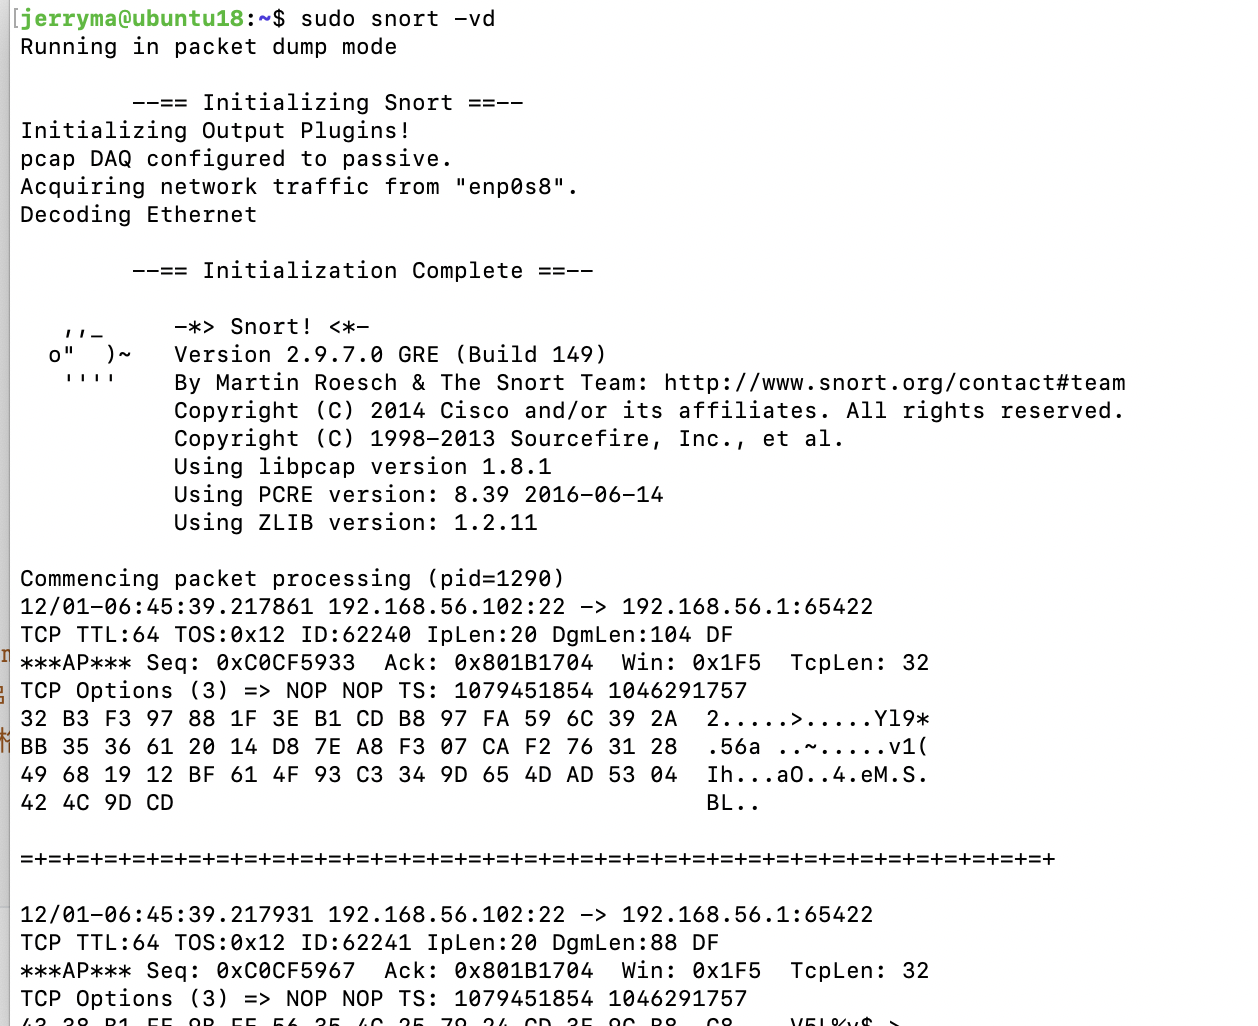 [jerryma@ubuntu18:~$ sudo snort -vd
Running in packet dump mode
--== Initializing Snort ==--
Initializing Output Plugins!
pcap DAQ configured to passive.
Acquiring network traffic from "enp0s8".
Decoding Ethernet
--== Initialization Complete ==--
,,_ -*> Snort! <*-
o" )~ Version 2.9.7.0 GRE (Build 149)
'''' By Martin Roesch & The Snort Team: http://www.snort.org/contact#team
Copyright (C) 2014 Cisco and/or its affiliates. All rights reserved.
Copyright (C) 1998-2013 Sourcefire, Inc., et al.
Using libpcap version 1.8.1
Using PCRE version: 8.39 2016-06-14
Using ZLIB version: 1.2.11
Commencing packet processing (pid=1290)
12/01-06:45:39.217861 192.168.56.102:22 -> 192.168.56.1:65422
TCP TTL:64 TOS:0x12 ID:62240 IpLen:20 DgmLen:104 DF
***AP*** Seq: 0xC0CF5933 Ack: 0x801B1704 Win: 0x1F5 TcpLen: 32
TCP Options (3) => NOP NOP TS: 1079451854 1046291757
32 B3 F3 97 88 1F 3E B1 CD B8 97 FA 59 6C 39 2A 2.....>.....Yl9*
BB 35 36 61 20 14 D8 7E A8 F3 07 CA F2 76 31 28 .56a ..~.....v1(
49 68 19 12 BF 61 4F 93 C3 34 9D 65 4D AD 53 04 Ih...aO..4.eM.S.
42 4C 9D CD BL..
=+=+=+=+=+=+=+=+=+=+=+=+=+=+=+=+=+=+=+=+=+=+=+=+=+=+=+=+=+=+=+=+=+=+=+=+=+
12/01-06:45:39.217931 192.168.56.102:22 -> 192.168.56.1:65422
TCP TTL:64 TOS:0x12 ID:62241 IpLen:20 DgmLen:88 DF
***AP*** Seq: 0xC0CF5967 Ack: 0x801B1704 Win: 0x1F5 TcpLen: 32
TCP Options (3) => NOP NOP TS: 1079451854 1046291757